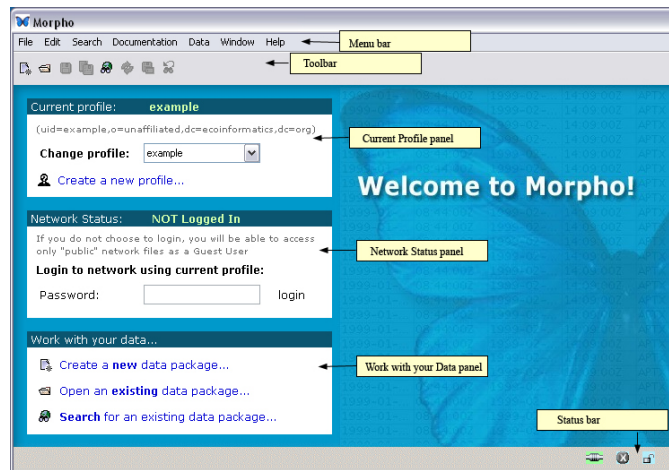 Morpho
File Edit Search Documentation Data Window Help
Menu bar
Toolbar
Current profile: example
(uid=example,o=unaffiliated,dc=ecoinformatics,dc=org)
Change profile: example
Current Profile panel
Create a new profile...
Welcome to Morpho!
Network Status: NOT Logged In
If you do not choose to login, you will be able to access
only "public" network files as a Guest User
Network Status panel
Login to network using current profile:
Password: login
Work with your data...
Create a new data package...
Work with your Data panel
Open an existing data package...
Search for an existing data package...
Status bar